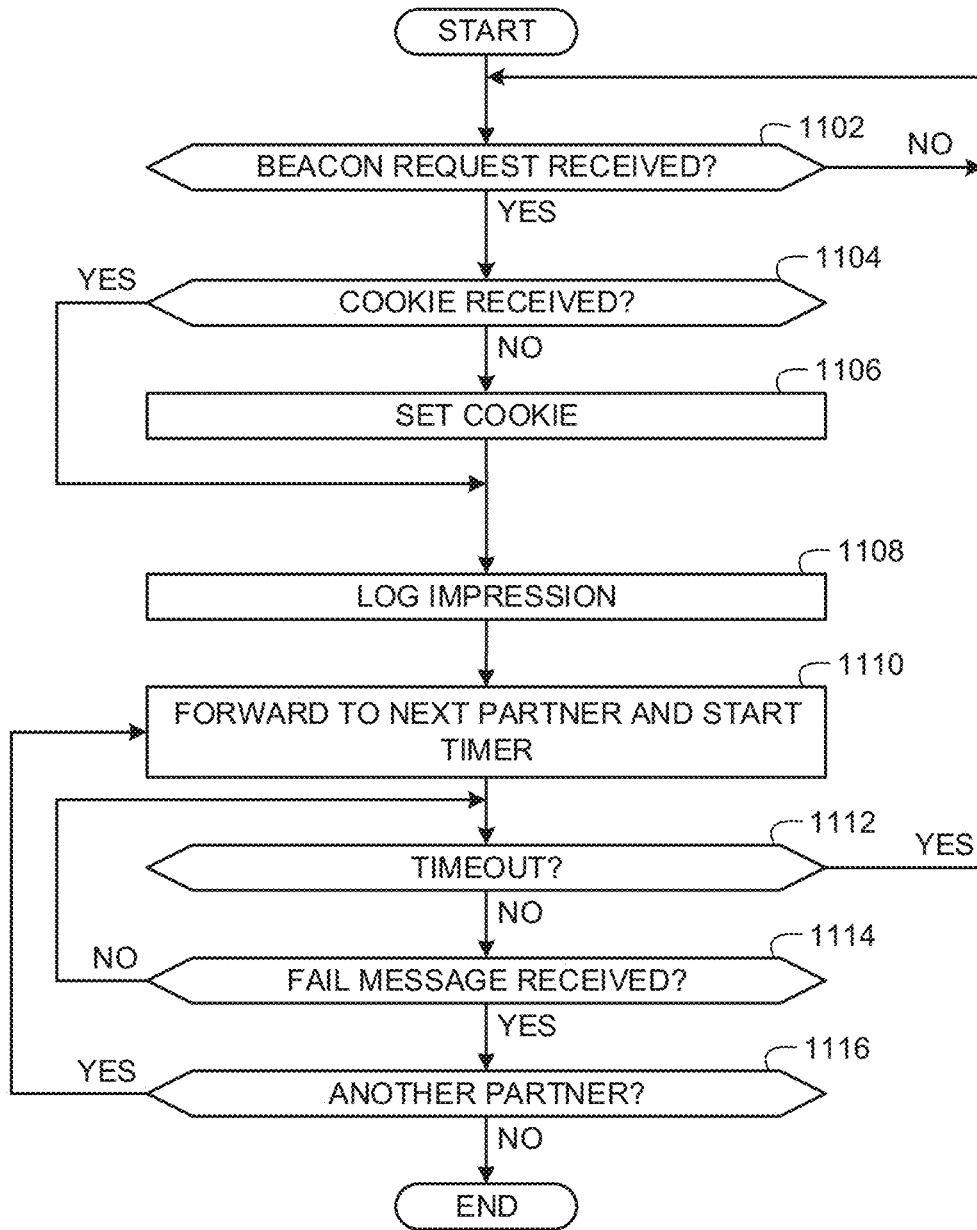 START
1102
BEACON REQUEST RECEIVED?
NO
YES
1104
YES
COOKIE RECEIVED?
NO
1106
SET COOKIE
1108
LOG IMPRESSION
1110
FORWARD TO NEXT PARTNER AND START
TIMER
1112
TIMEOUT?
YES
NO
1114
NO
FAIL MESSAGE RECEIVED?
YES
1116
YES
ANOTHER PARTNER?
NO
END